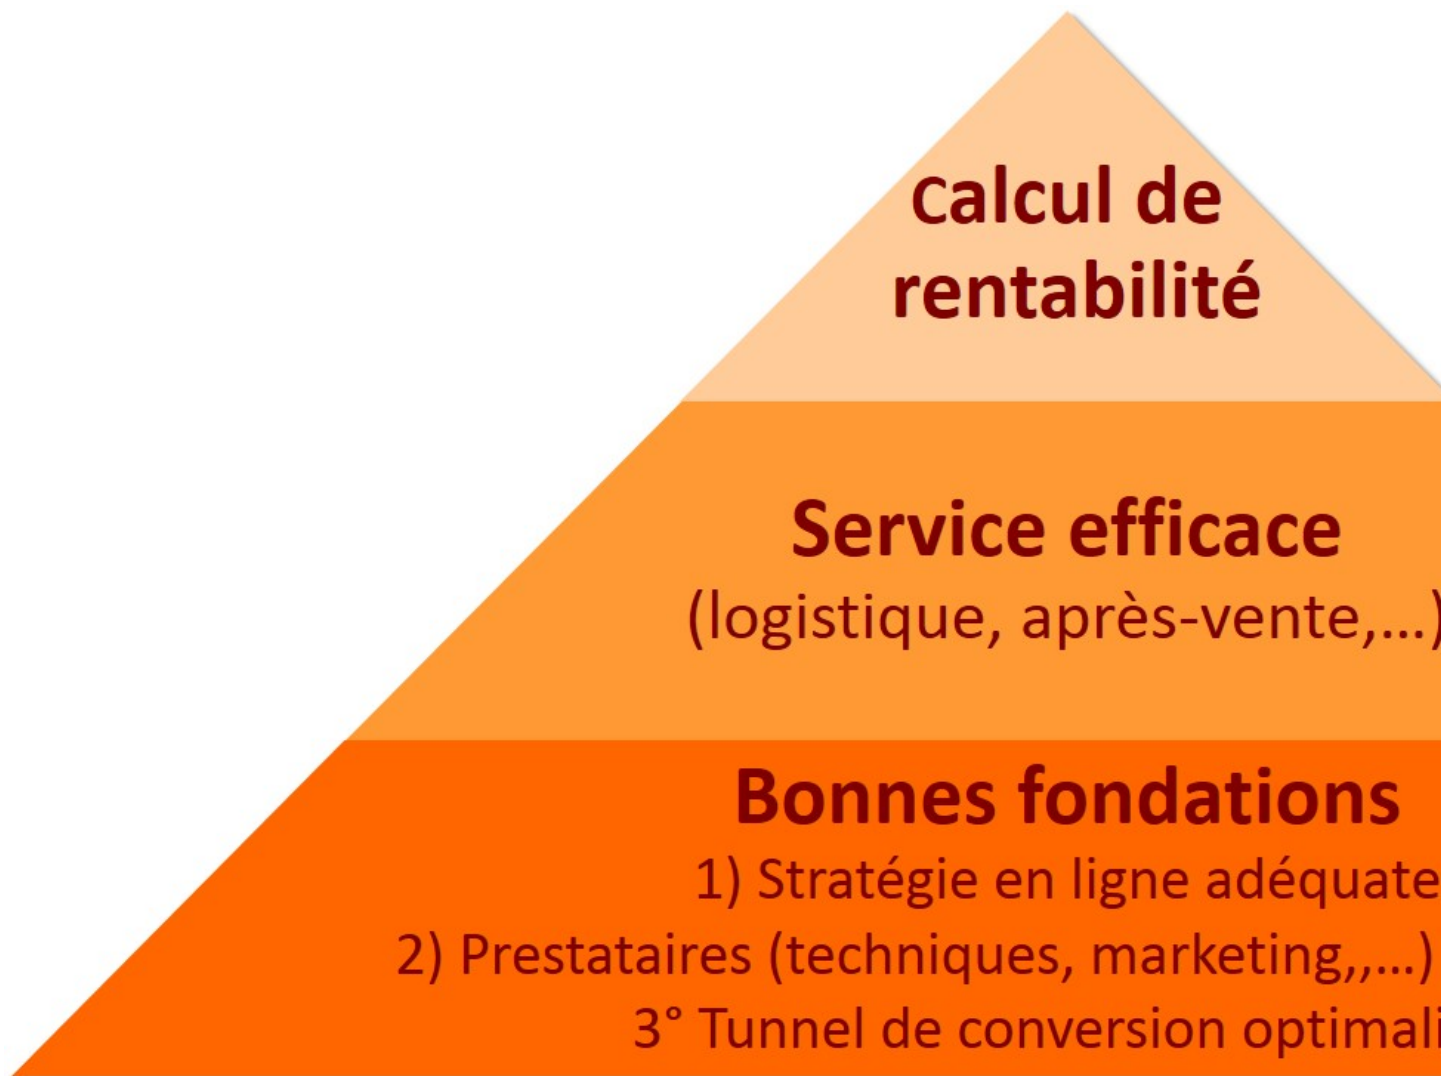 Calcul de
rentabilité
Service efficace
(logistique, après-vente,...)
Bonnes fondations
1) Stratégie en ligne adéquate
2) Prestataires (techniques, marketing,,...)
3° Tunnel de conversion